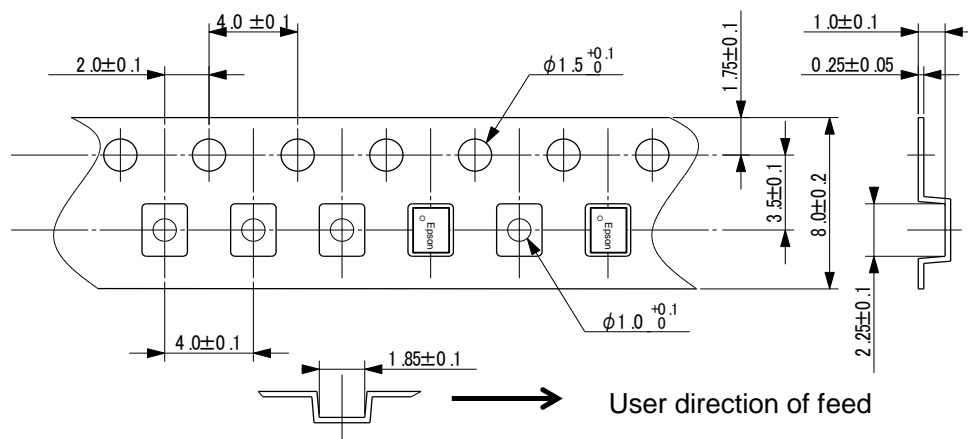 4.0 ±0.1
1.0±0.1
2.0±0.1
φ1.5 +0.1 0
1.75±0.1
0.25±0.05
3.5±0.1
8.0±0.2
Epson
Epson
2.25±0.1
φ1.0 +0.1 0
4.0±0.1
1.85±0.1
User direction of feed